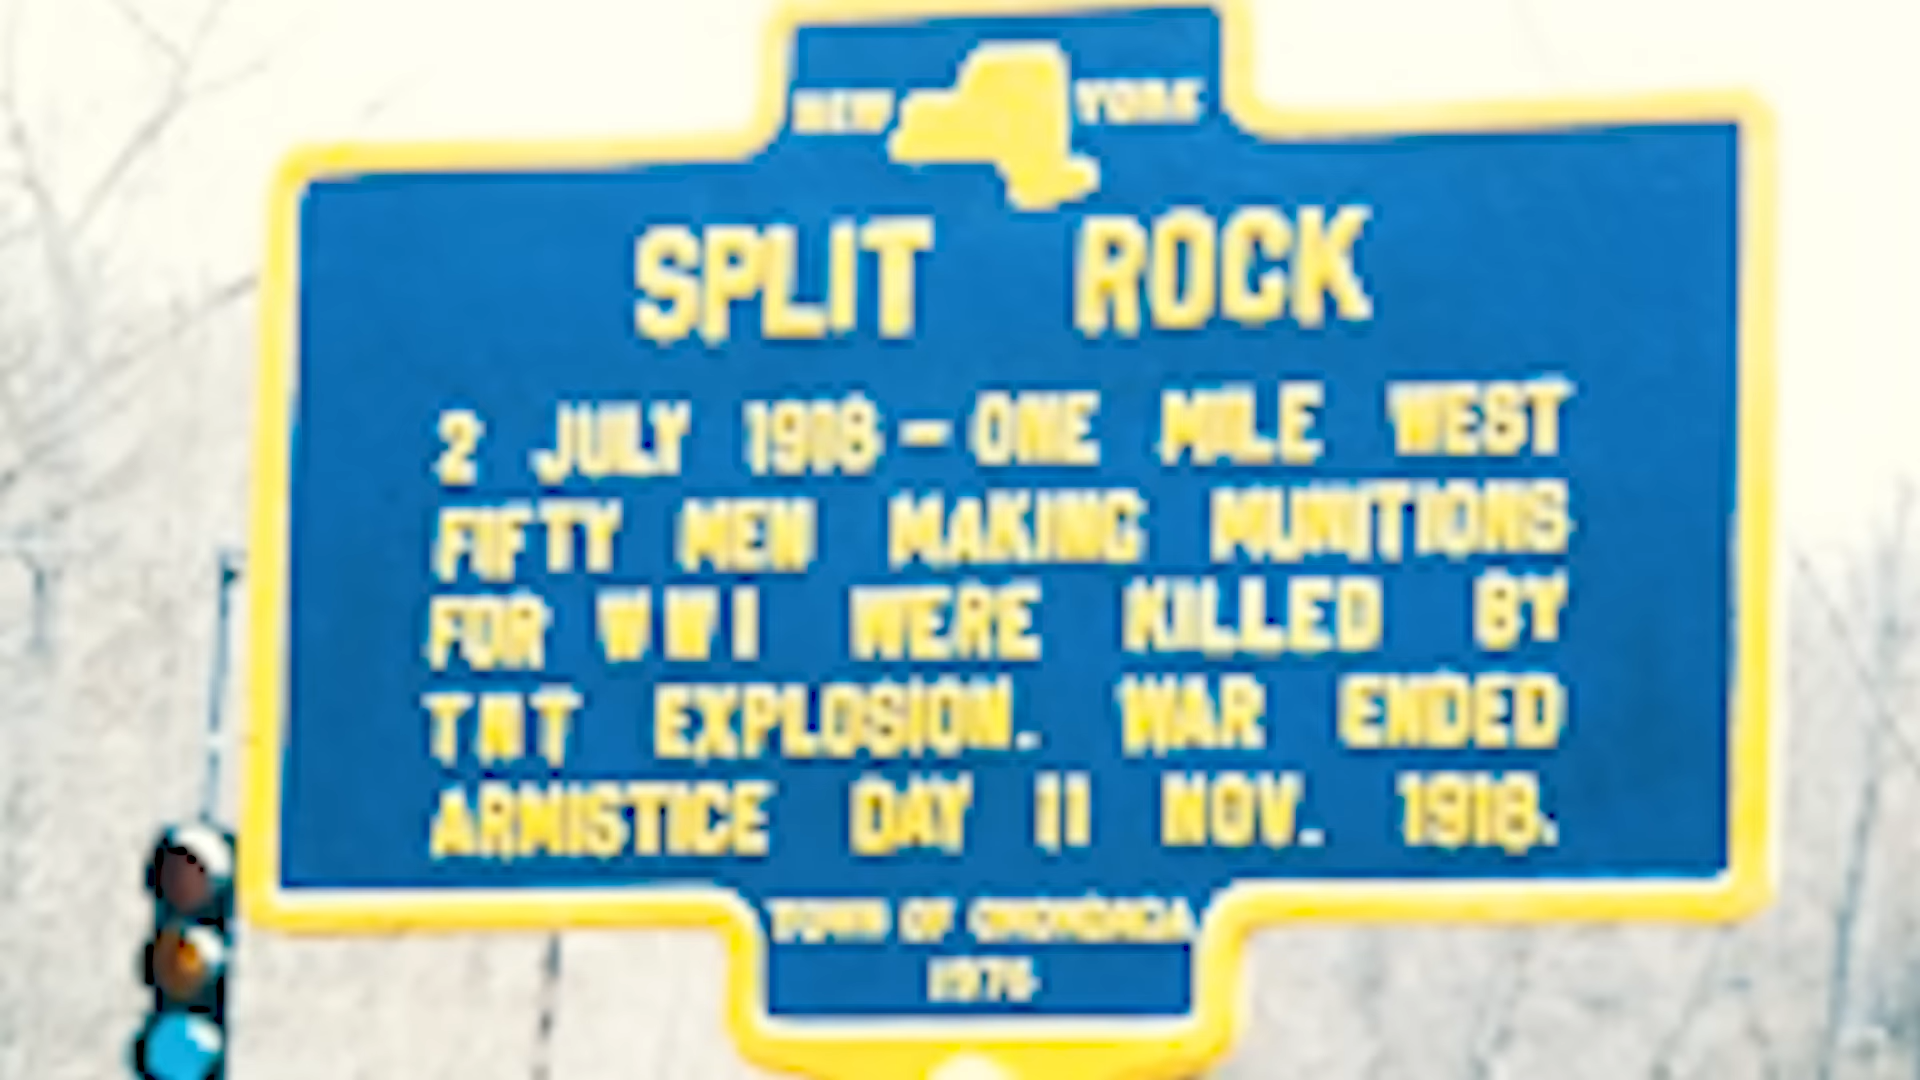 NEW YORK
SPLIT ROCK
2 JULY 1918 - ONE MILE WEST
FIFTY MEN MAKING MUNITIONS
FOR WWI WERE KILLED BY
TNT EXPLOSION. WAR ENDED
ARMISTICE DAY 11 NOV. 1918.
TOWN OF ONONDAGA
1976